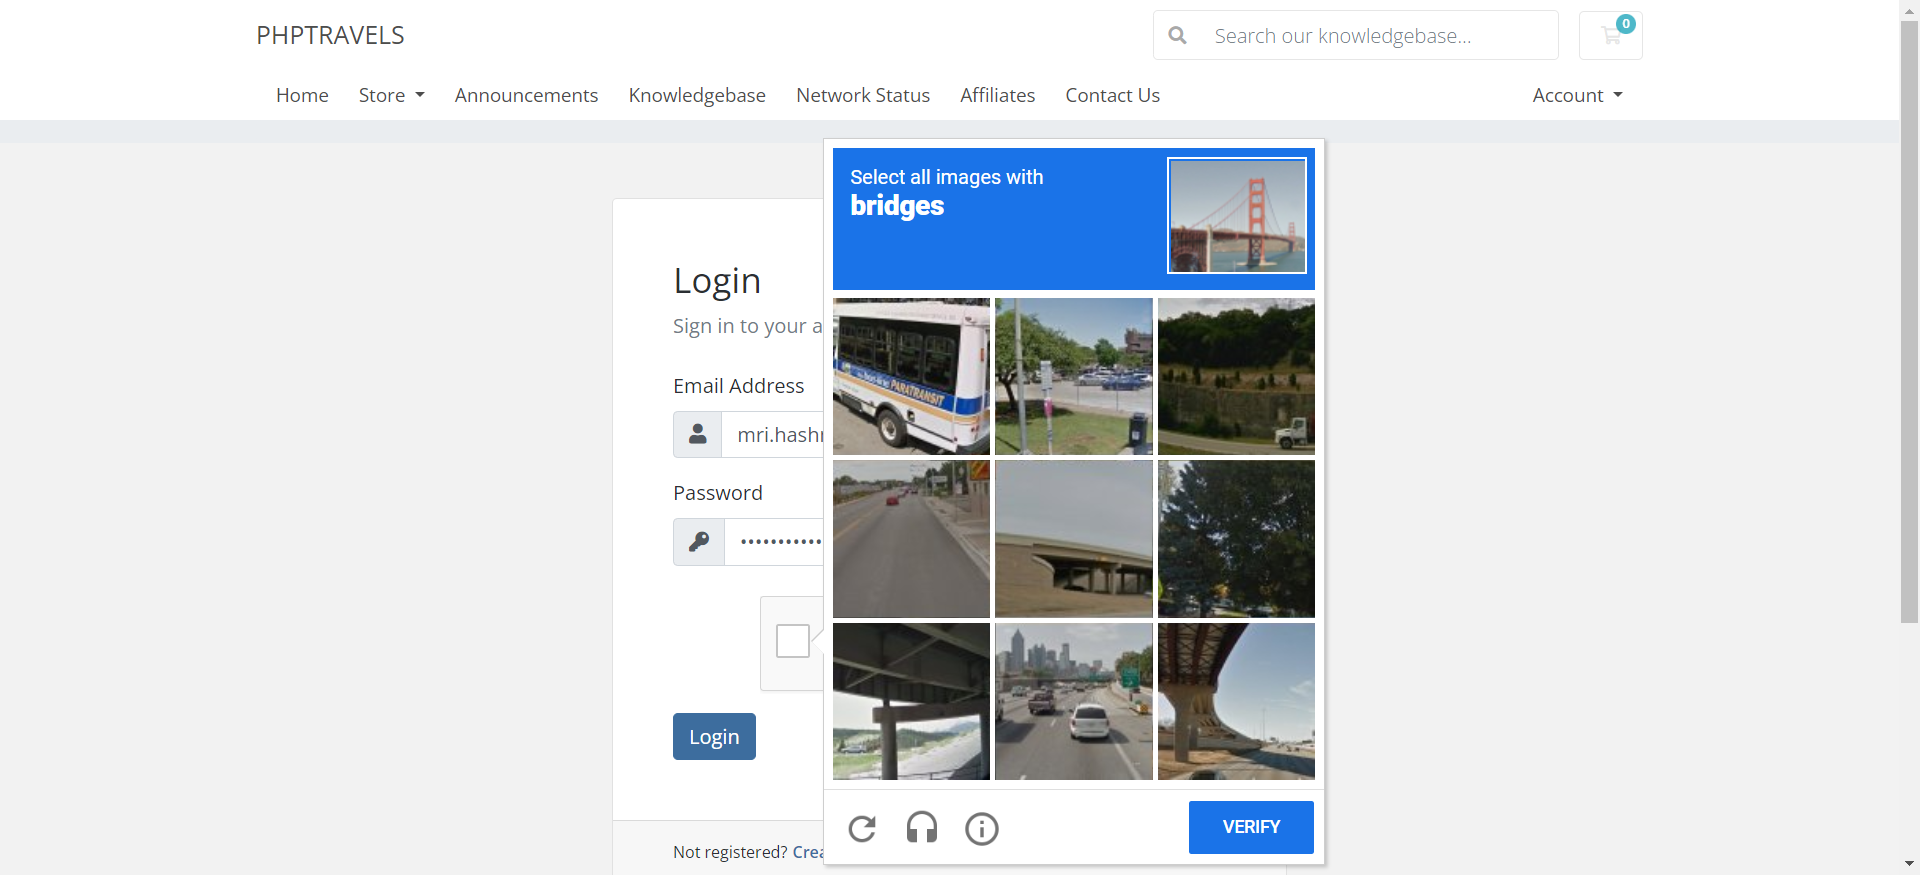 PHPTRAVELS
Search our knowledgebase...
0
Home
Store
Announcements
Knowledgebase
Network Status
Affiliates
Contact Us
Account
Select all images with
bridges
Login
Sign in to your a
Email Address
mri.hashr
Password
PARATRANSIT
Login
VERIFY
Not registered? Crea